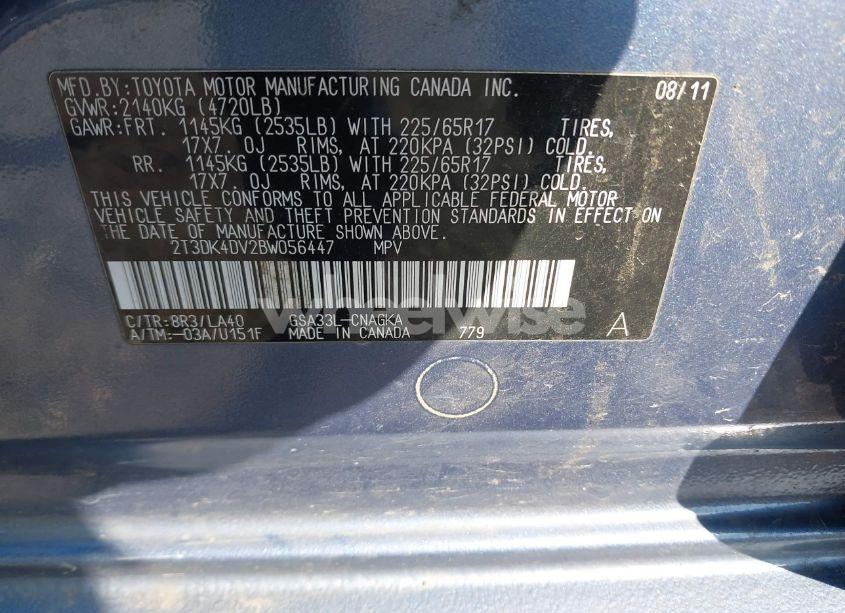 MFD.BY:TOYOTA MOTOR MANUFACTURING CANADA INC. 08/11
GVWR:2140KG (4720LB)
GAWR:FRT. 1145KG (2535LB) WITH 225/65R17 TIRES,
17X7. 0J RIMS, AT 220KPA (32PSI) COLD.
RR. 1145KG (2535LB) WITH 225/65R17 TIRES,
17X7. 0J RIMS, AT 220KPA (32PSI) COLD.
THIS VEHICLE CONFORMS TO ALL APPLICABLE FEDERAL MOTOR
VEHICLE SAFETY AND THEFT PREVENTION STANDARDS IN EFFECT ON
THE DATE OF MANUFACTURE SHOWN ABOVE.
2T3DK4DV2BW056447 MPV
wheelwise
C/TR:8R3/LA40 GSA33L-CNAGKA
A/TM:-03A/U151F MADE IN CANADA 779 A